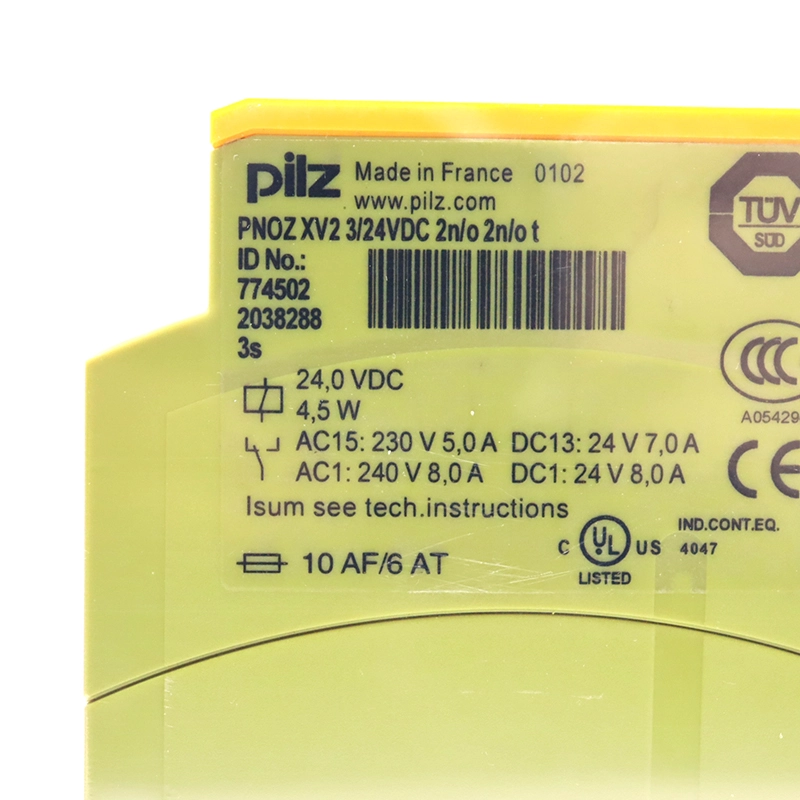 pilz Made in France 0102
www.pilz.com
PNOZ XV2 3/24VDC 2n/o 2n/o t
ID No.:
774502
2038288
3s
24,0 VDC
4,5 W
AC15: 230 V 5,0 A DC13: 24 V 7,0 A
AC1: 240 V 8,0 A DC1: 24 V 8,0 A
Isum see tech.instructions
10 AF/6 AT
TÜV
SÜD
CCC
A05429
CE
IND.CONT.EQ.
C UL US 4047
LISTED